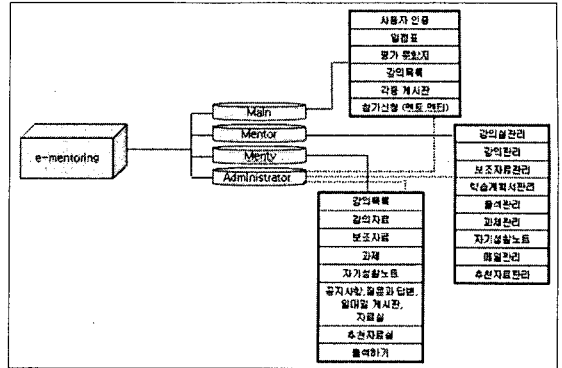 사용자 인증
일정표
평가 못함지
강의목록
각종 게시판
참가신청 (멘토 멘티)
Main
Mentor
Menty
Administrator
e-mentoring
강의실관리
강의관리
보조자료관리
학습계획서관리
출석관리
과제관리
자기성찰노트
메일관리
추천자료관리
강의목록
강의자료
보조자료
과제
자기성찰노트
공지사항,질문과 답변,
일대일 게시판,
자료실
추천자료실
출석하기